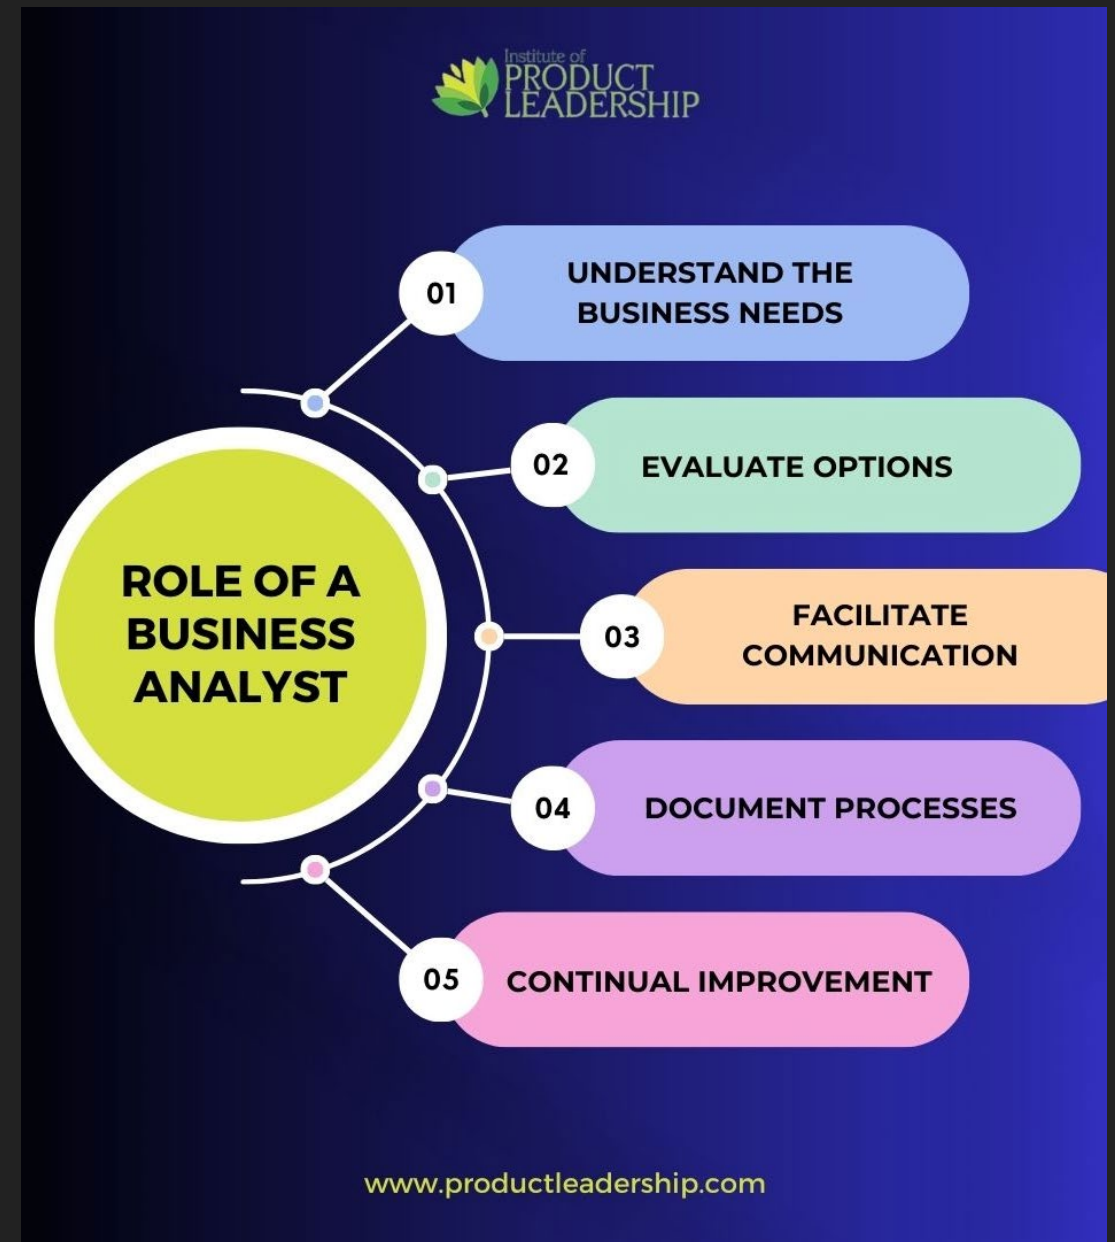 Institute of
PRODUCT
LEADERSHIP
01
UNDERSTAND THE
BUSINESS NEEDS
02
EVALUATE OPTIONS
ROLE OF A
BUSINESS
ANALYST
03
FACILITATE
COMMUNICATION
04
DOCUMENT PROCESSES
05
CONTINUAL IMPROVEMENT
www.productleadership.com